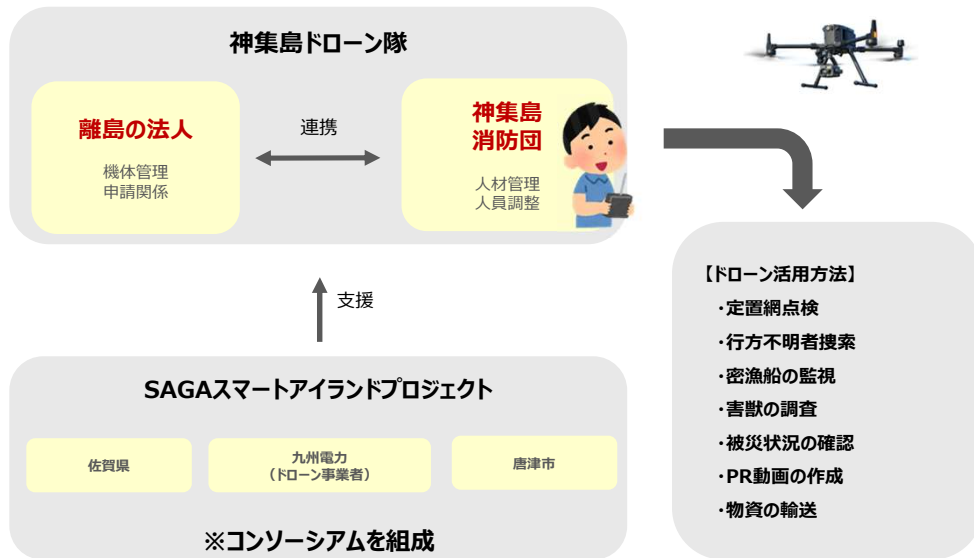 神集島ドローン隊
離島の法人
機体管理
申請関係
連携
神集島
消防団
人材管理
人員調整
支援
SAGAスマートアイランドプロジェクト
佐賀県
九州電力
（ドローン事業者）
唐津市
※コンソーシアムを組成
【ドローン活用方法】
・定置網点検
・行方不明者捜索
・密漁船の監視
・害獣の調査
・被災状況の確認
・PR動画の作成
・物資の輸送